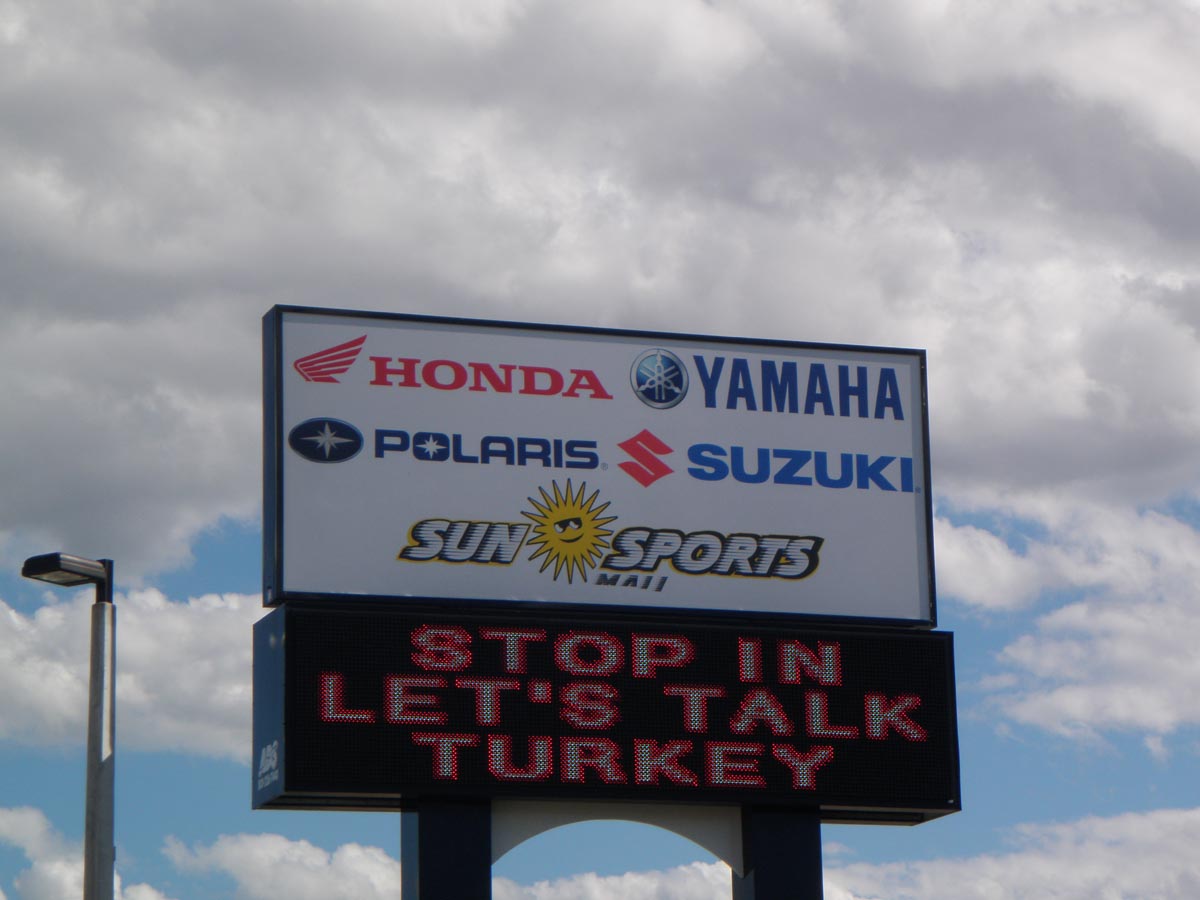 HONDA YAMAHA
POLARIS SUZUKI
SUN SPORTS
MALL
STOP IN
LET'S TALK
TURKEY